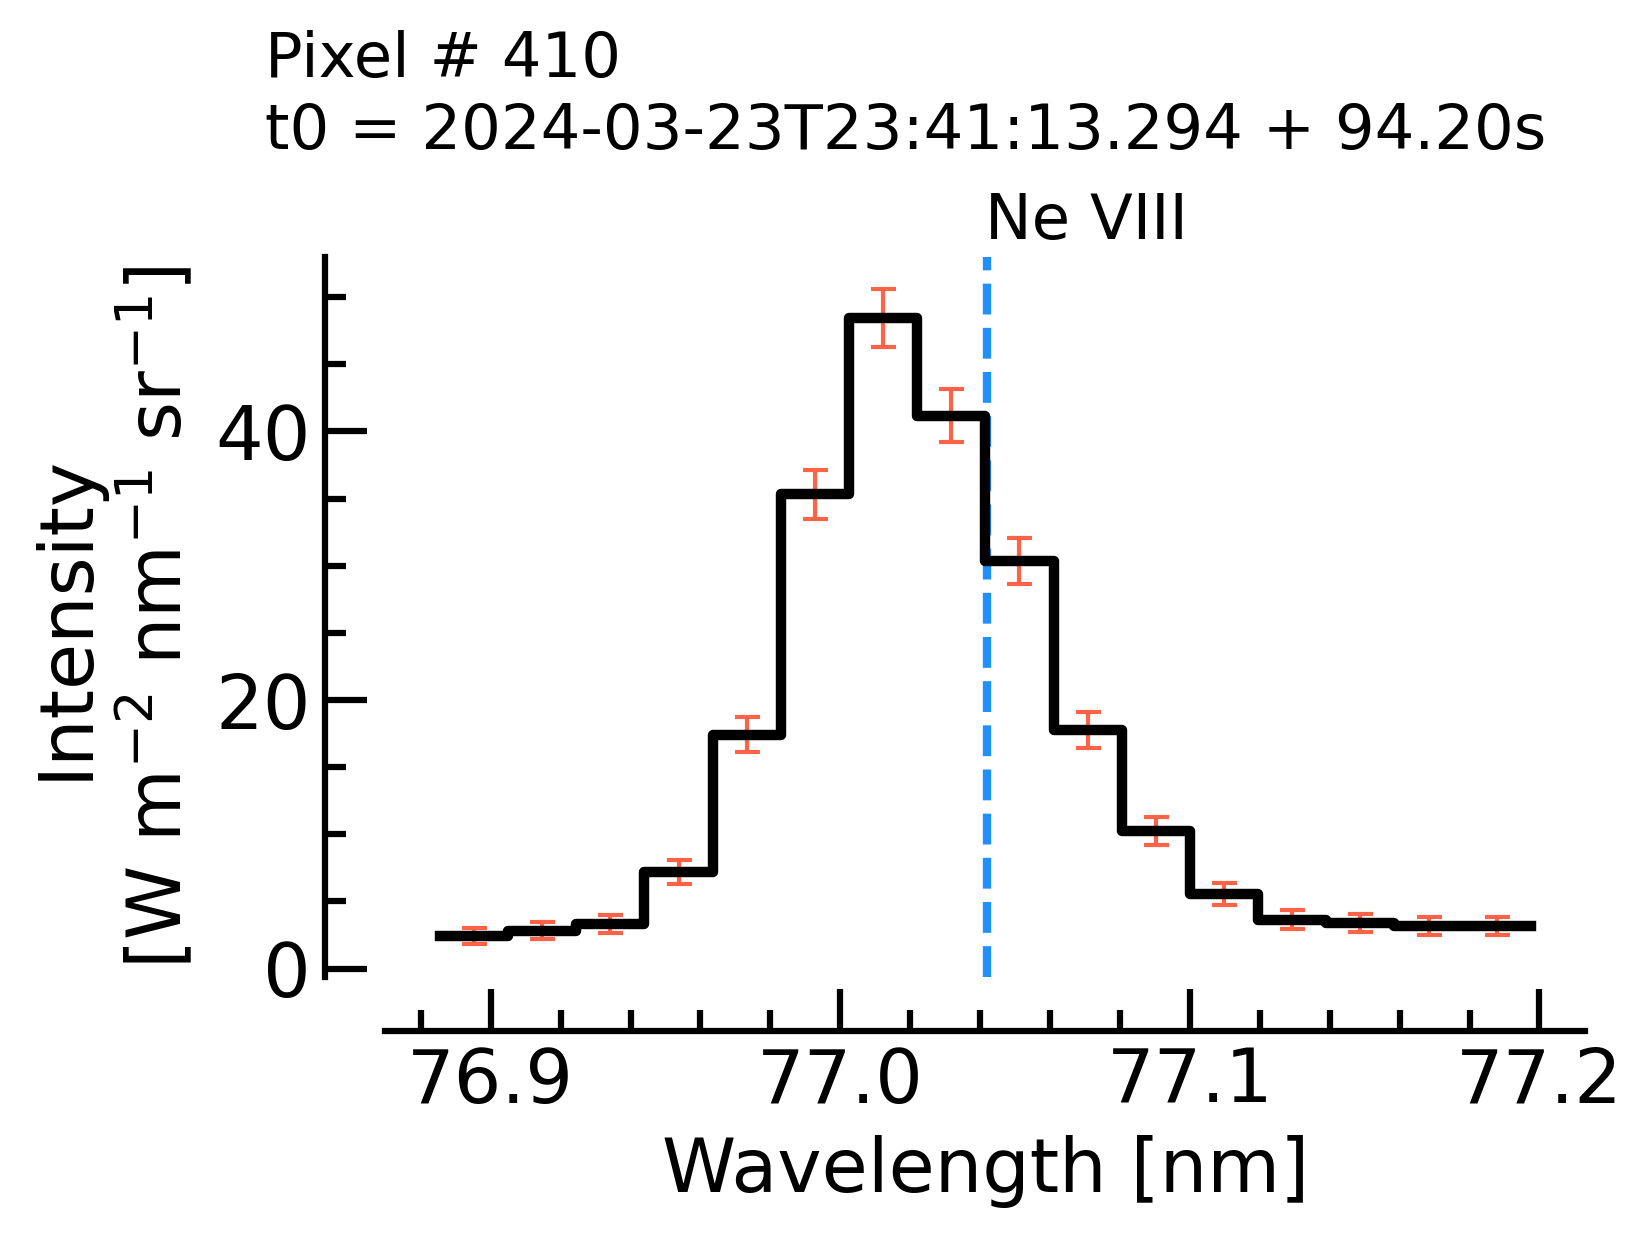 Pixel # 410
t0 = 2024-03-23T23:41:13.294 + 94.20s
Ne VIII
Intensity
[W m⁻² nm⁻¹ sr⁻¹]
40
20
0
76.9 77.0 77.1 77.2
Wavelength [nm]